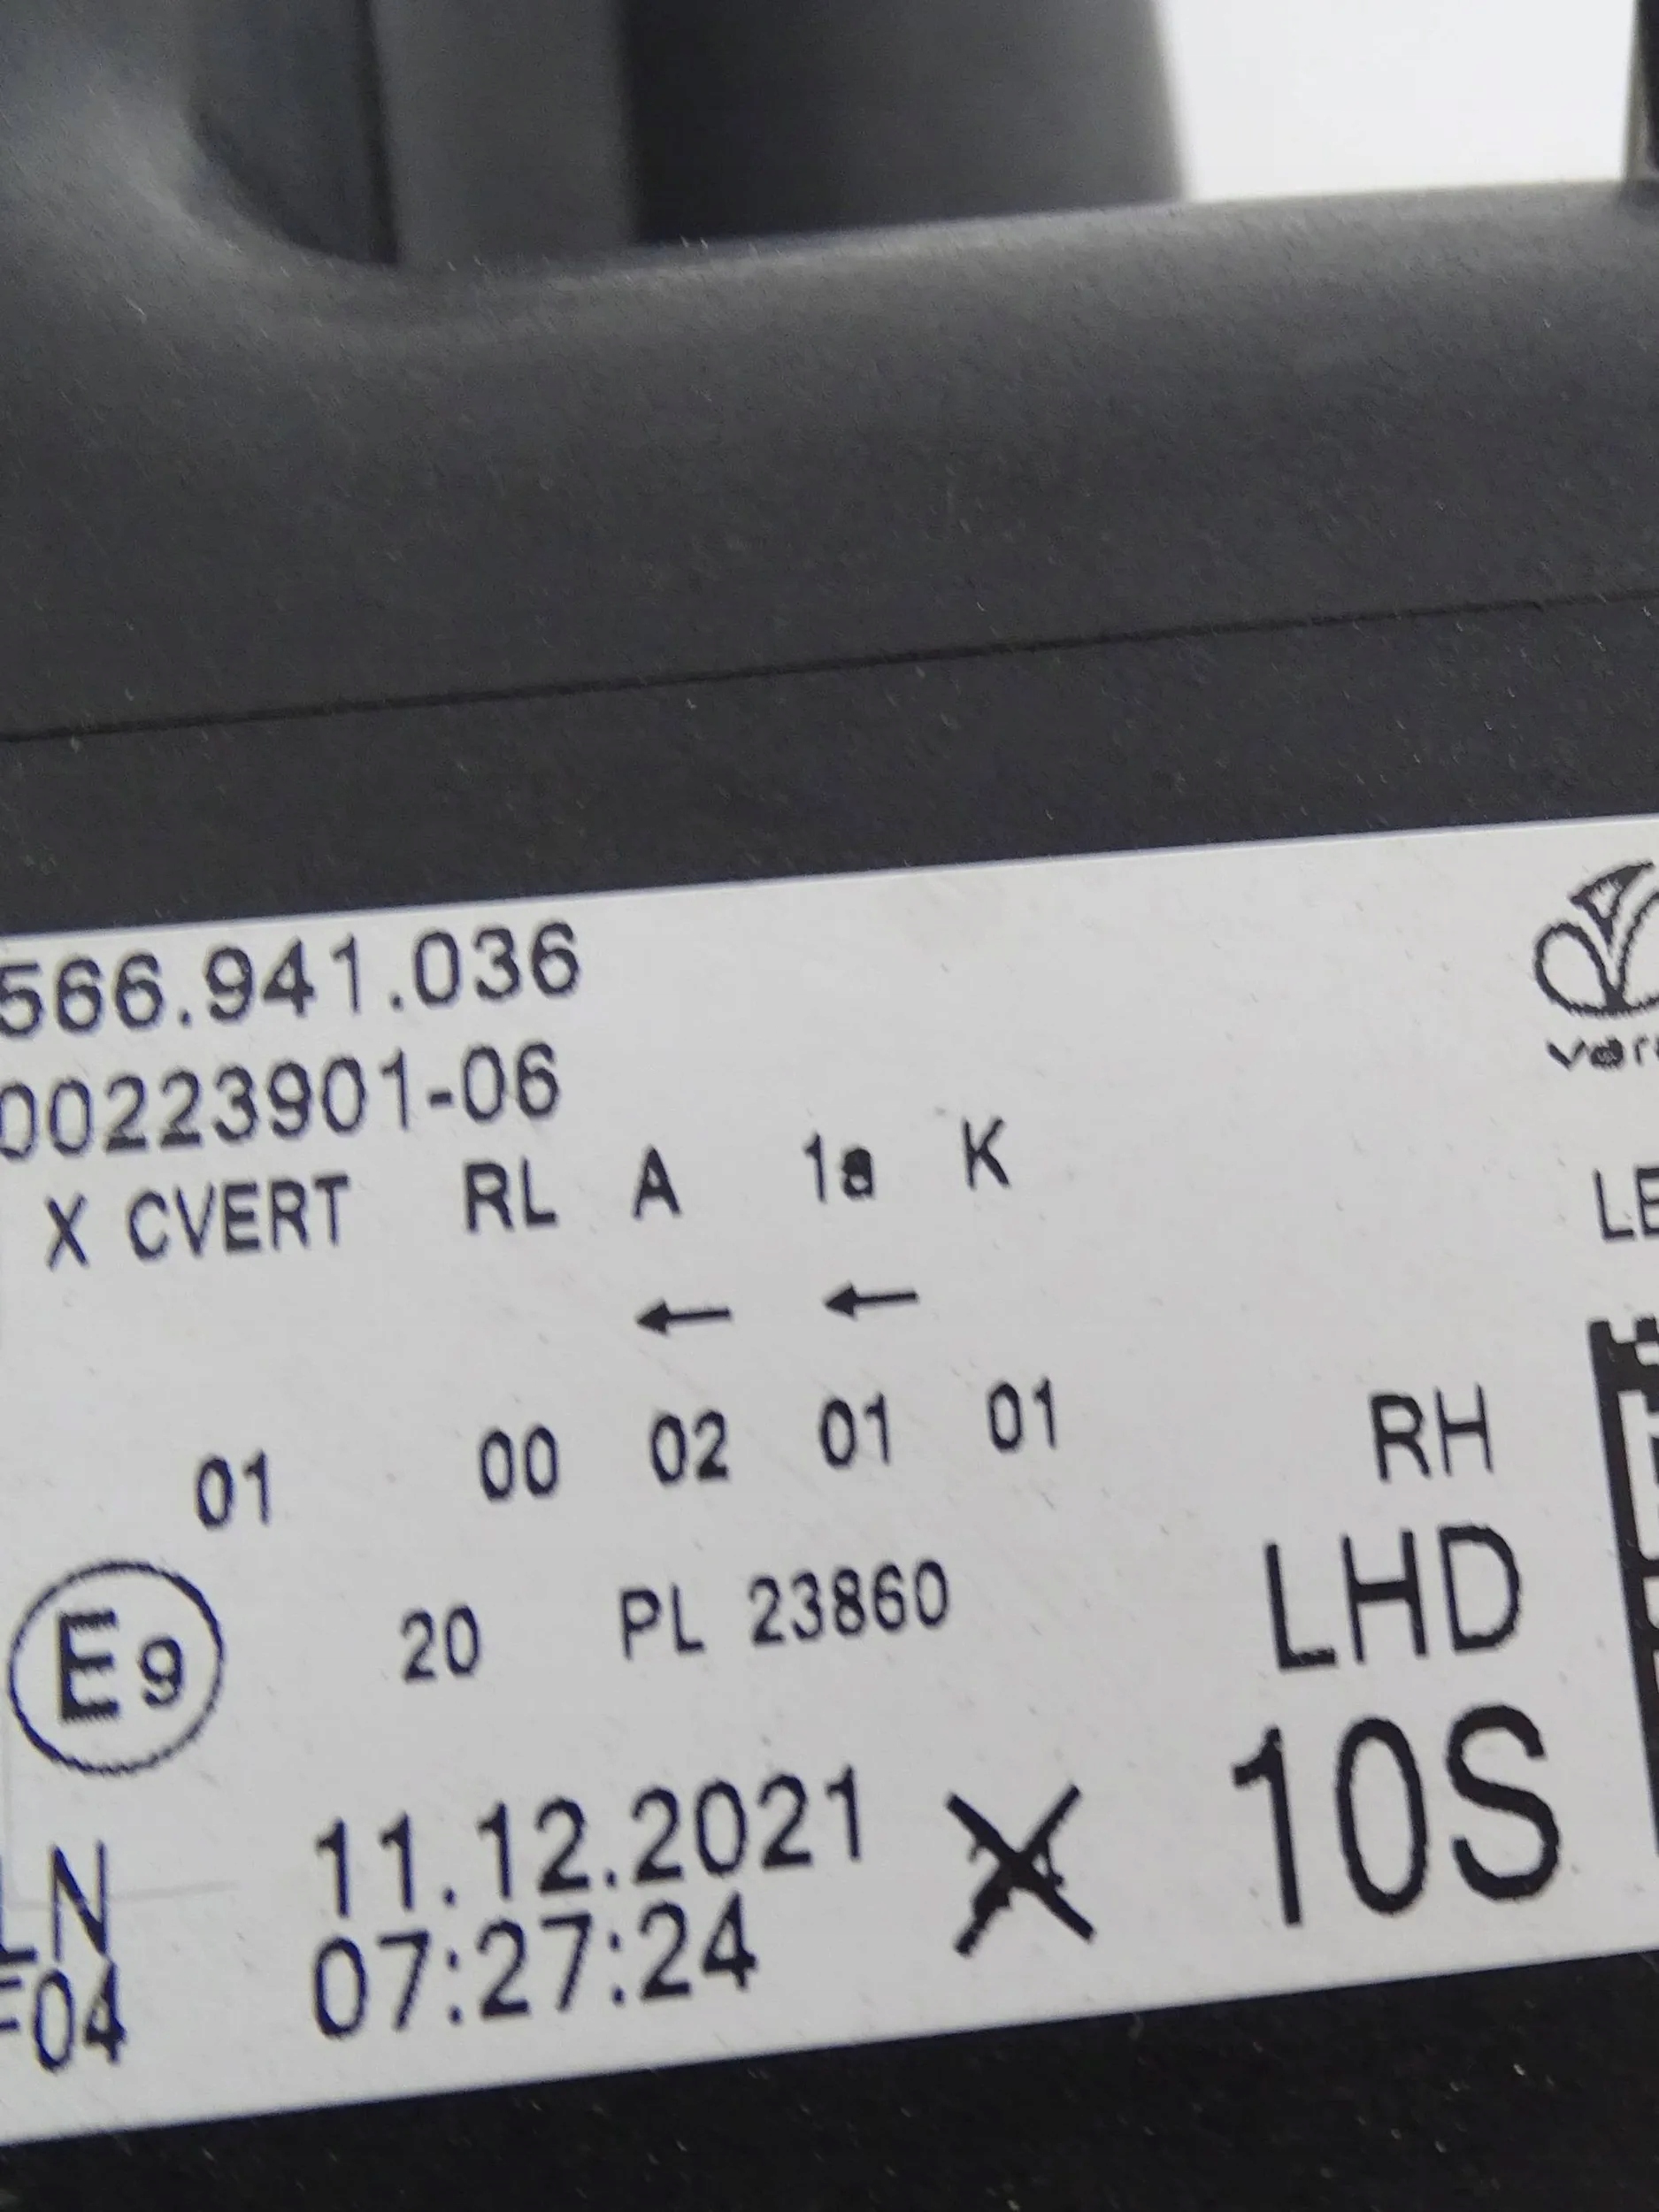 566.941.036
00223901-06
X CVERT RL A 1a K
← ←
01 00 02 01 01
RH
E9 20 PL 23860
LHD
LN 11.12.2021 X 10S
F04 07:27:24